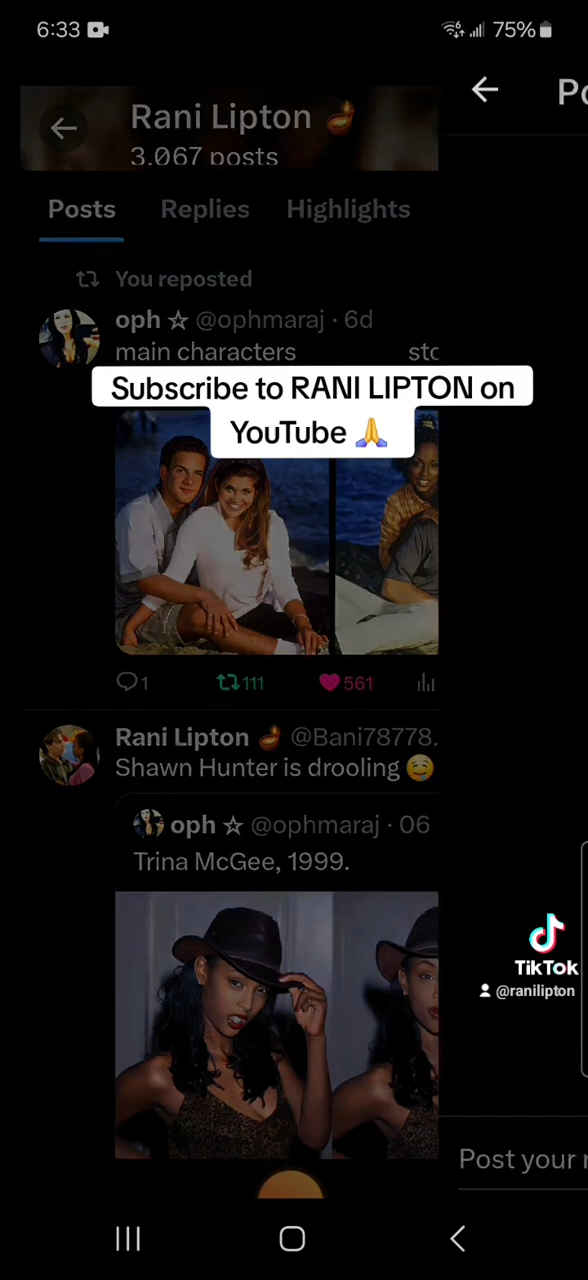 6:33
75%
Rani Lipton 🪔
3.067 posts
Posts Replies Highlights
You reposted
oph ☆ @ophmaraj · 6d
main characters
Subscribe to RANI LIPTON on
YouTube 🙏
1 111 561
Rani Lipton 🪔 @Bani78778.
Shawn Hunter is drooling 🤤
oph ☆ @ophmaraj · 06
Trina McGee, 1999.
TikTok
@ranilipton
Post your